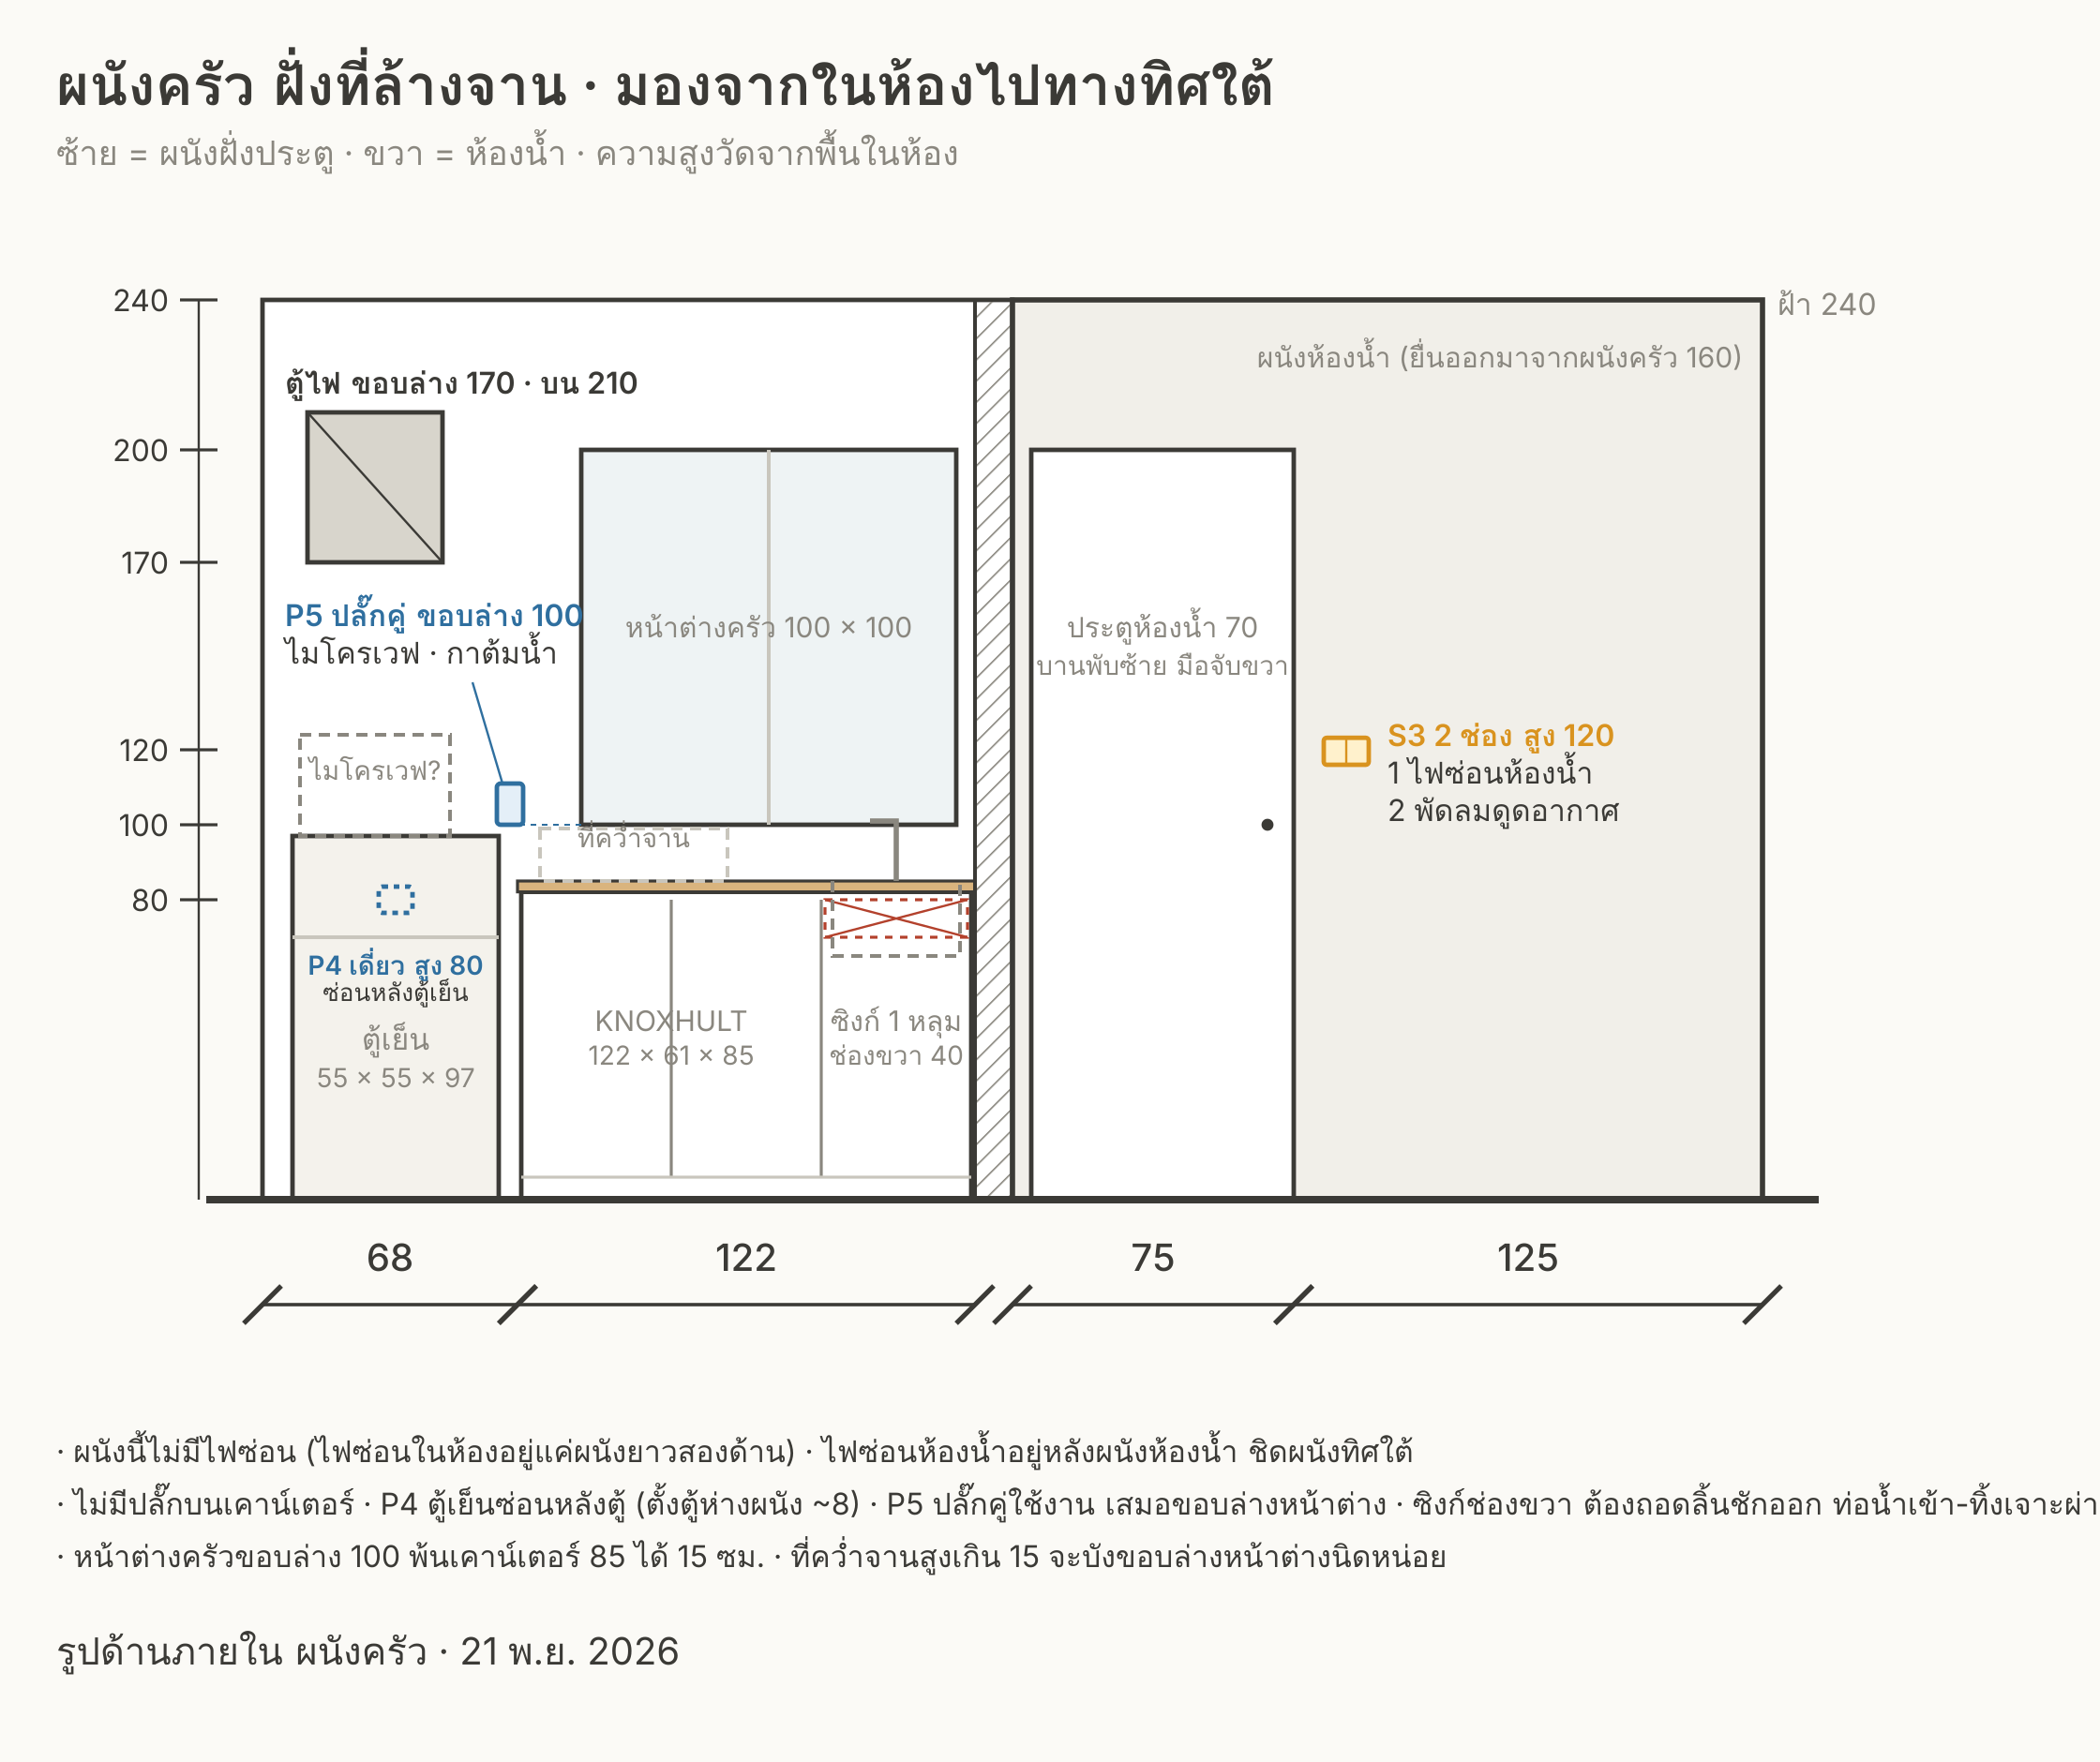 ผนังครัว ฝั่งที่ล้างจาน · มองจากในห้องไปทางทิศใต้
ซ้าย = ผนังฝั่งประตู · ขวา = ห้องน้ำ · ความสูงวัดจากพื้นในห้อง
240
ฝ้า 240
ผนังห้องน้ำ (ยื่นออกมาจากผนังครัว 160)
ตู้ไฟ ขอบล่าง 170 · บน 210
200
170
P5 ปลั๊กคู่ ขอบล่าง 100
ไมโครเวฟ · กาต้มน้ำ
หน้าต่างครัว 100 × 100
ประตูห้องน้ำ 70
บานพับซ้าย มือจับขวา
120
ไมโครเวฟ?
S3 2 ช่อง สูง 120
1 ไฟซ่อนห้องน้ำ
2 พัดลมดูดอากาศ
100
ที่คว่ำจาน
80
P4 เดี่ยว สูง 80
ซ่อนหลังตู้เย็น
ตู้เย็น
55 × 55 × 97
KNOXHULT
122 × 61 × 85
ซิงก์ 1 หลุม
ช่องขวา 40
68
122
75
125
· ผนังนี้ไม่มีไฟซ่อน (ไฟซ่อนในห้องอยู่แค่ผนังยาวสองด้าน) · ไฟซ่อนห้องน้ำอยู่หลังผนังห้องน้ำ ชิดผนังทิศใต้
· ไม่มีปลั๊กบนเคาน์เตอร์ · P4 ตู้เย็นซ่อนหลังตู้ (ตั้งตู้ห่างผนัง ~8) · P5 ปลั๊กคู่ใช้งาน เสมอขอบล่างหน้าต่าง · ซิงก์ช่องขวา ต้องถอดลิ้นชักออก ท่อน้ำเข้า-ทิ้งเจาะผ่า
· หน้าต่างครัวขอบล่าง 100 พ้นเคาน์เตอร์ 85 ได้ 15 ซม. · ที่คว่ำจานสูงเกิน 15 จะบังขอบล่างหน้าต่างนิดหน่อย
รูปด้านภายใน ผนังครัว · 21 พ.ย. 2026